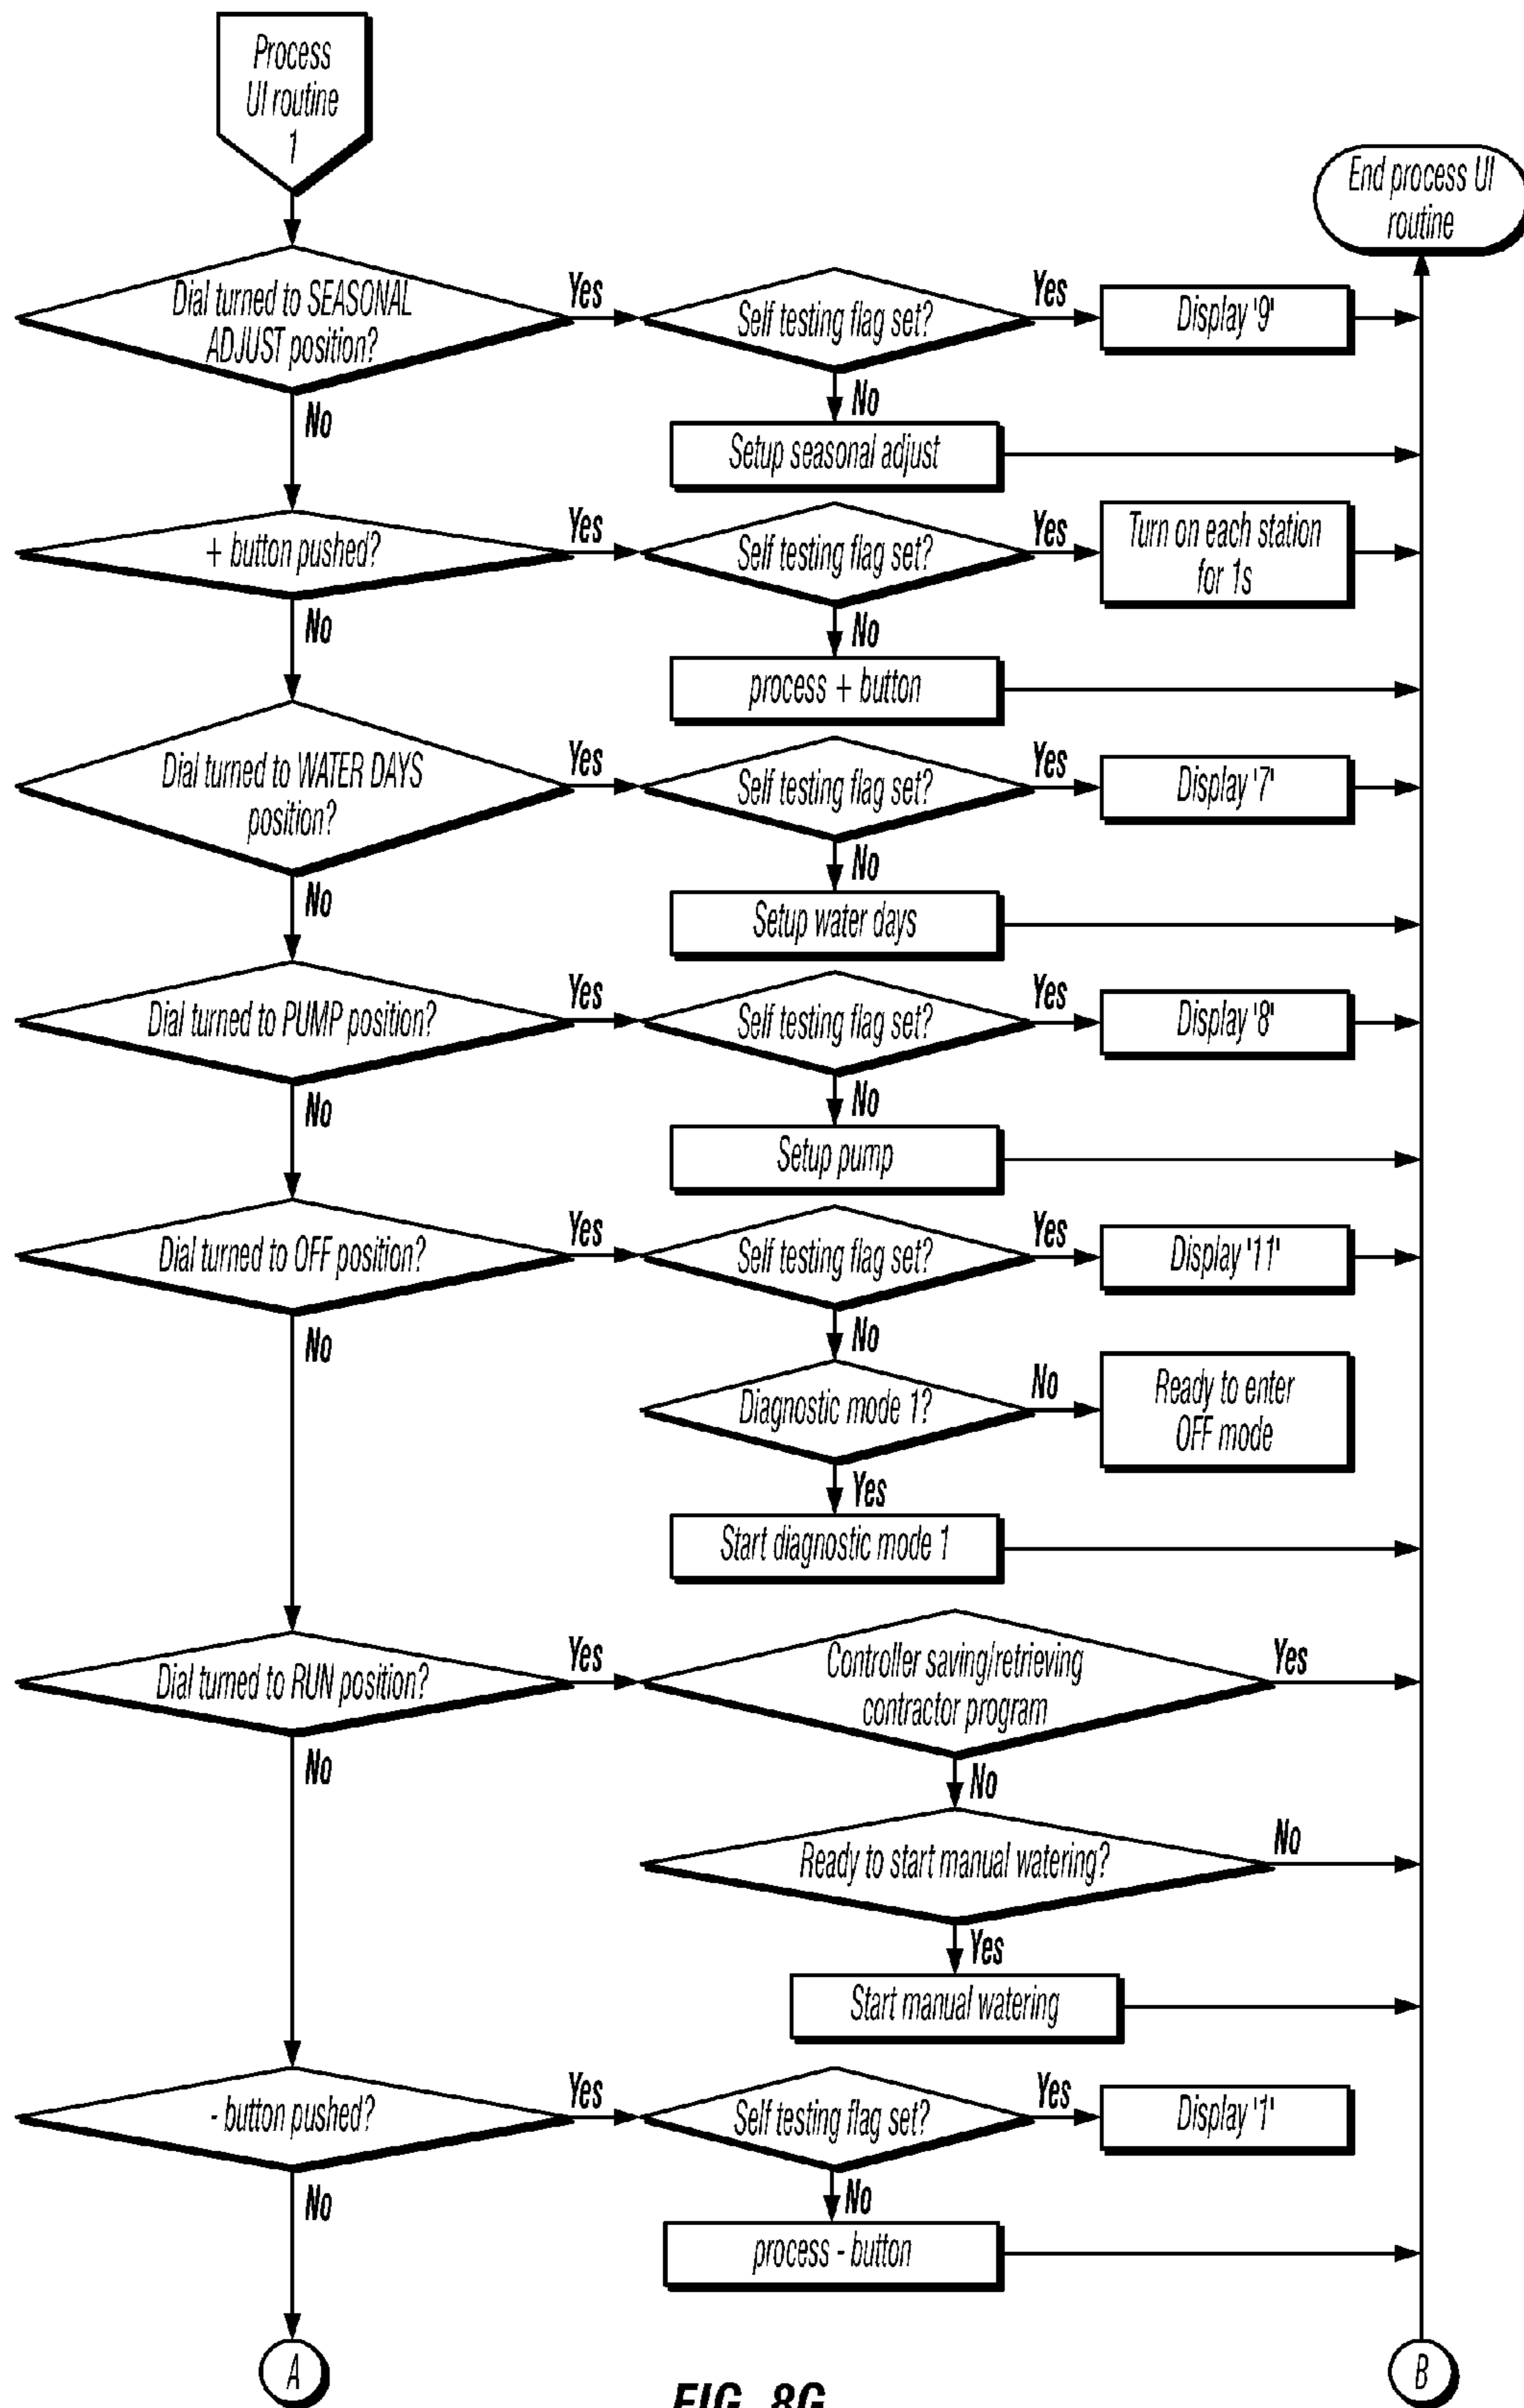 Process
UI routine
1
End process UI
routine
Dial turned to SEASONAL
ADJUST position?
Yes
Self testing flag set?
Yes
Display '9'
No
No
Setup seasonal adjust
+ button pushed?
Yes
Self testing flag set?
Yes
Turn on each station
for 1s
No
No
process + button
Dial turned to WATER DAYS
position?
Yes
Self testing flag set?
Yes
Display '7'
No
No
Setup water days
Dial turned to PUMP position?
Yes
Self testing flag set?
Yes
Display '8'
No
No
Setup pump
Dial turned to OFF position?
Yes
Self testing flag set?
Yes
Display '11'
No
No
Diagnostic mode 1?
No
Ready to enter
OFF mode
Yes
Start diagnostic mode 1
Dial turned to RUN position?
Yes
Controller saving/retrieving
contractor program
Yes
No
No
Ready to start manual watering?
No
Yes
Start manual watering
- button pushed?
Yes
Self testing flag set?
Yes
Display '1'
No
No
process - button
A
B
FIG. 8G